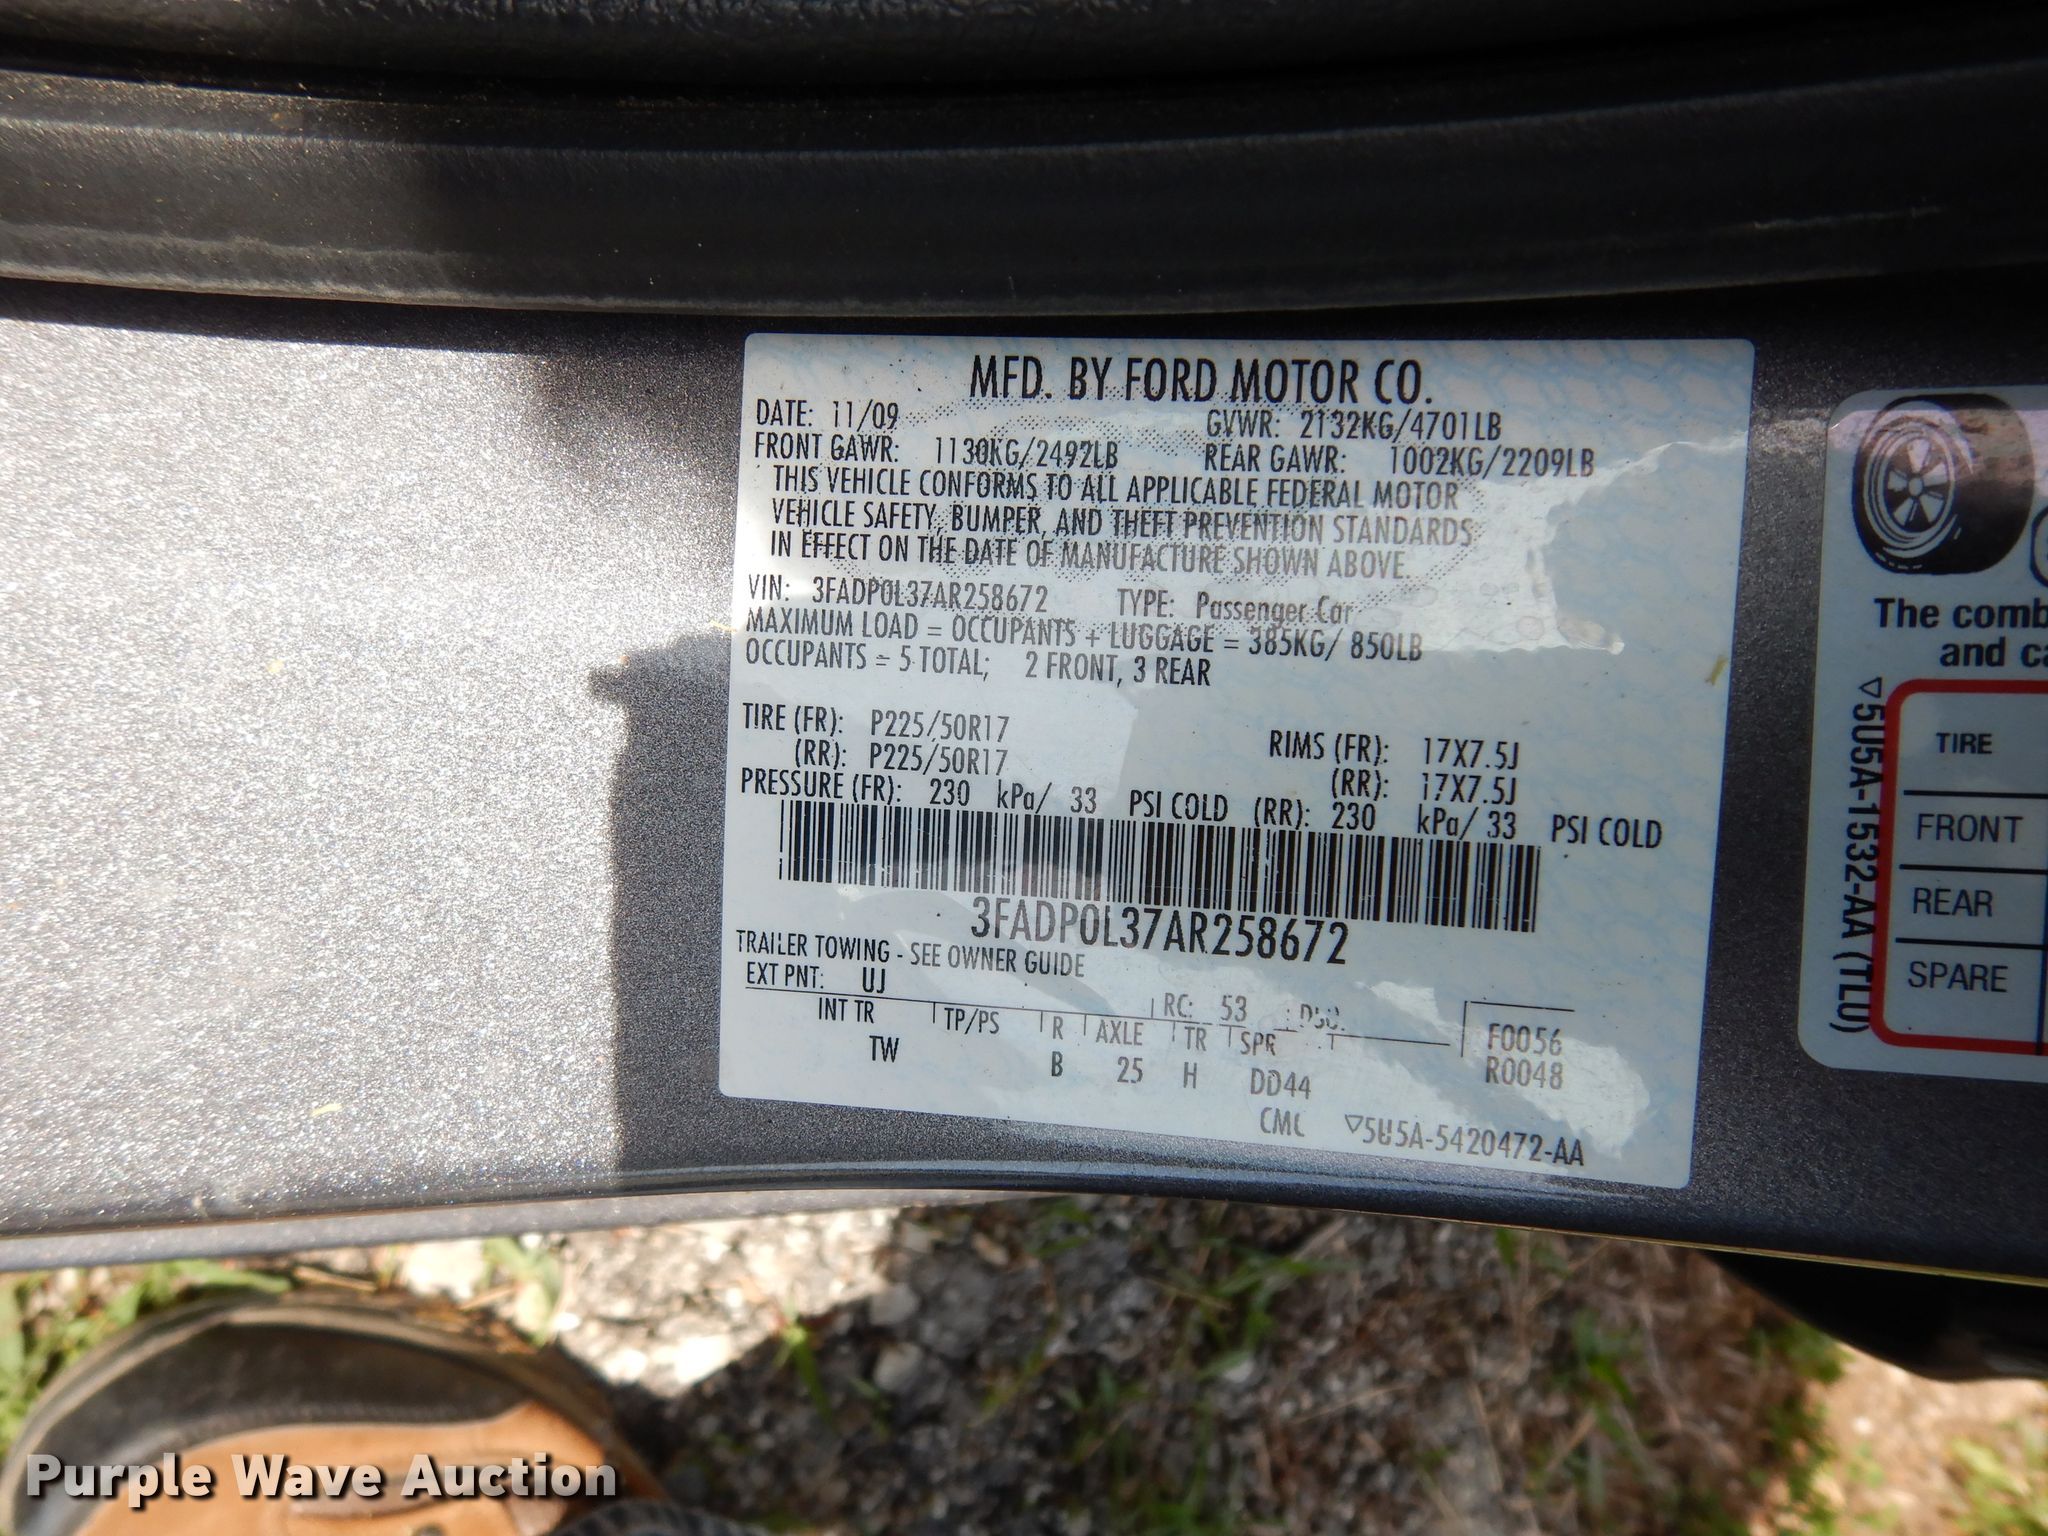 MFD. BY FORD MOTOR CO.
DATE: 11/09 GVWR: 2132KG/4701LB
FRONT GAWR: 1130KG/2492LB REAR GAWR: 1002KG/2209LB
THIS VEHICLE CONFORMS TO ALL APPLICABLE FEDERAL MOTOR
VEHICLE SAFETY, BUMPER, AND THEFT PREVENTION STANDARDS
IN EFFECT ON THE DATE OF MANUFACTURE SHOWN ABOVE.
VIN: 3FADP0L37AR258672 TYPE: Passenger Car
MAXIMUM LOAD = OCCUPANTS + LUGGAGE = 385KG/ 850LB
OCCUPANTS = 5 TOTAL; 2 FRONT, 3 REAR
TIRE (FR): P225/50R17 RIMS (FR): 17X7.5J
(RR): P225/50R17 (RR): 17X7.5J
PRESSURE (FR): 230 kPa/ 33 PSI COLD (RR): 230 kPa/ 33 PSI COLD
3FADP0L37AR258672
TRAILER TOWING - SEE OWNER GUIDE
EXT PNT: UJ RC: 53 DSO:
INT TR TP/PS R AXLE TR SPR F0056
TW B 25 H DD44 R0048
CMC ▽5U5A-5420472-AA
The comb
and ca
▽5U5A-1532-AA (TL0)
TIRE
FRONT
REAR
SPARE
Purple Wave Auction